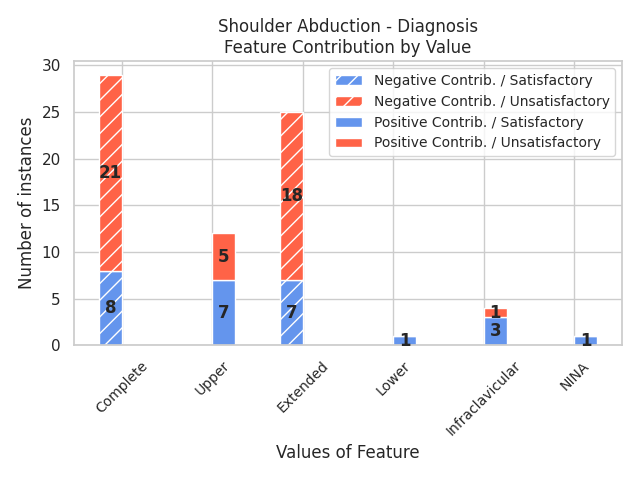 Shoulder Abduction - Diagnosis
Feature Contribution by Value
Negative Contrib. / Satisfactory
Negative Contrib. / Unsatisfactory
Positive Contrib. / Satisfactory
Positive Contrib. / Unsatisfactory
Number of instances
30
25
20
15
10
5
0
21
8
5
7
18
7
1
1
3
1
Complete
Upper
Extended
Lower
Infraclavicular
NINA
Values of Feature